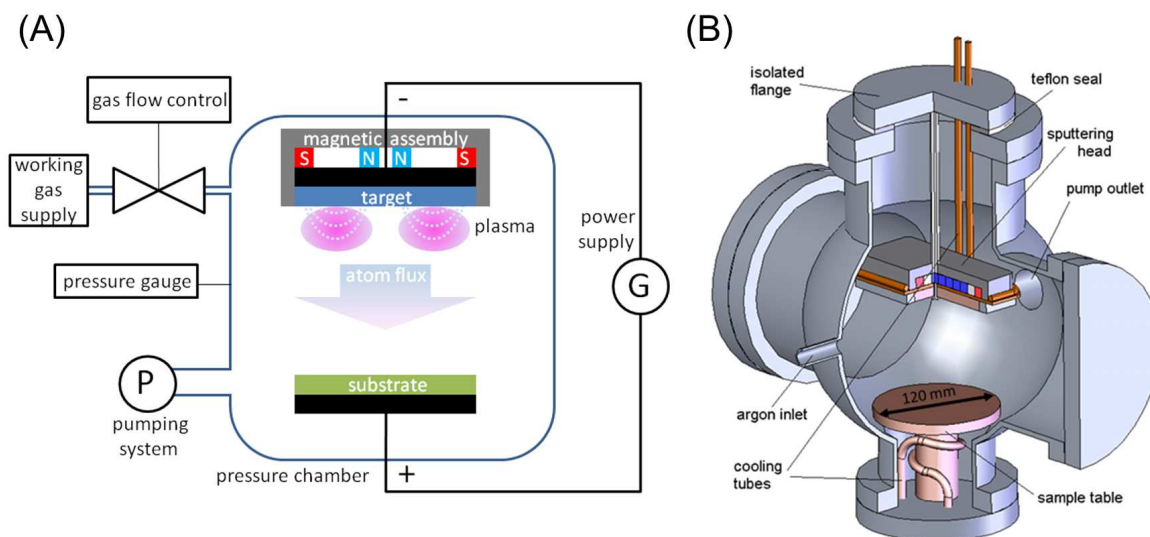 (A)
gas flow control
working
gas
supply
pressure gauge
P
pumping
system
pressure chamber
-
magnetic assembly
S N N S
target
plasma
atom flux
substrate
+
power
supply
G
(B)
isolated
flange
teflon seal
sputtering
head
pump outlet
argon inlet
120 mm
cooling
tubes
sample table